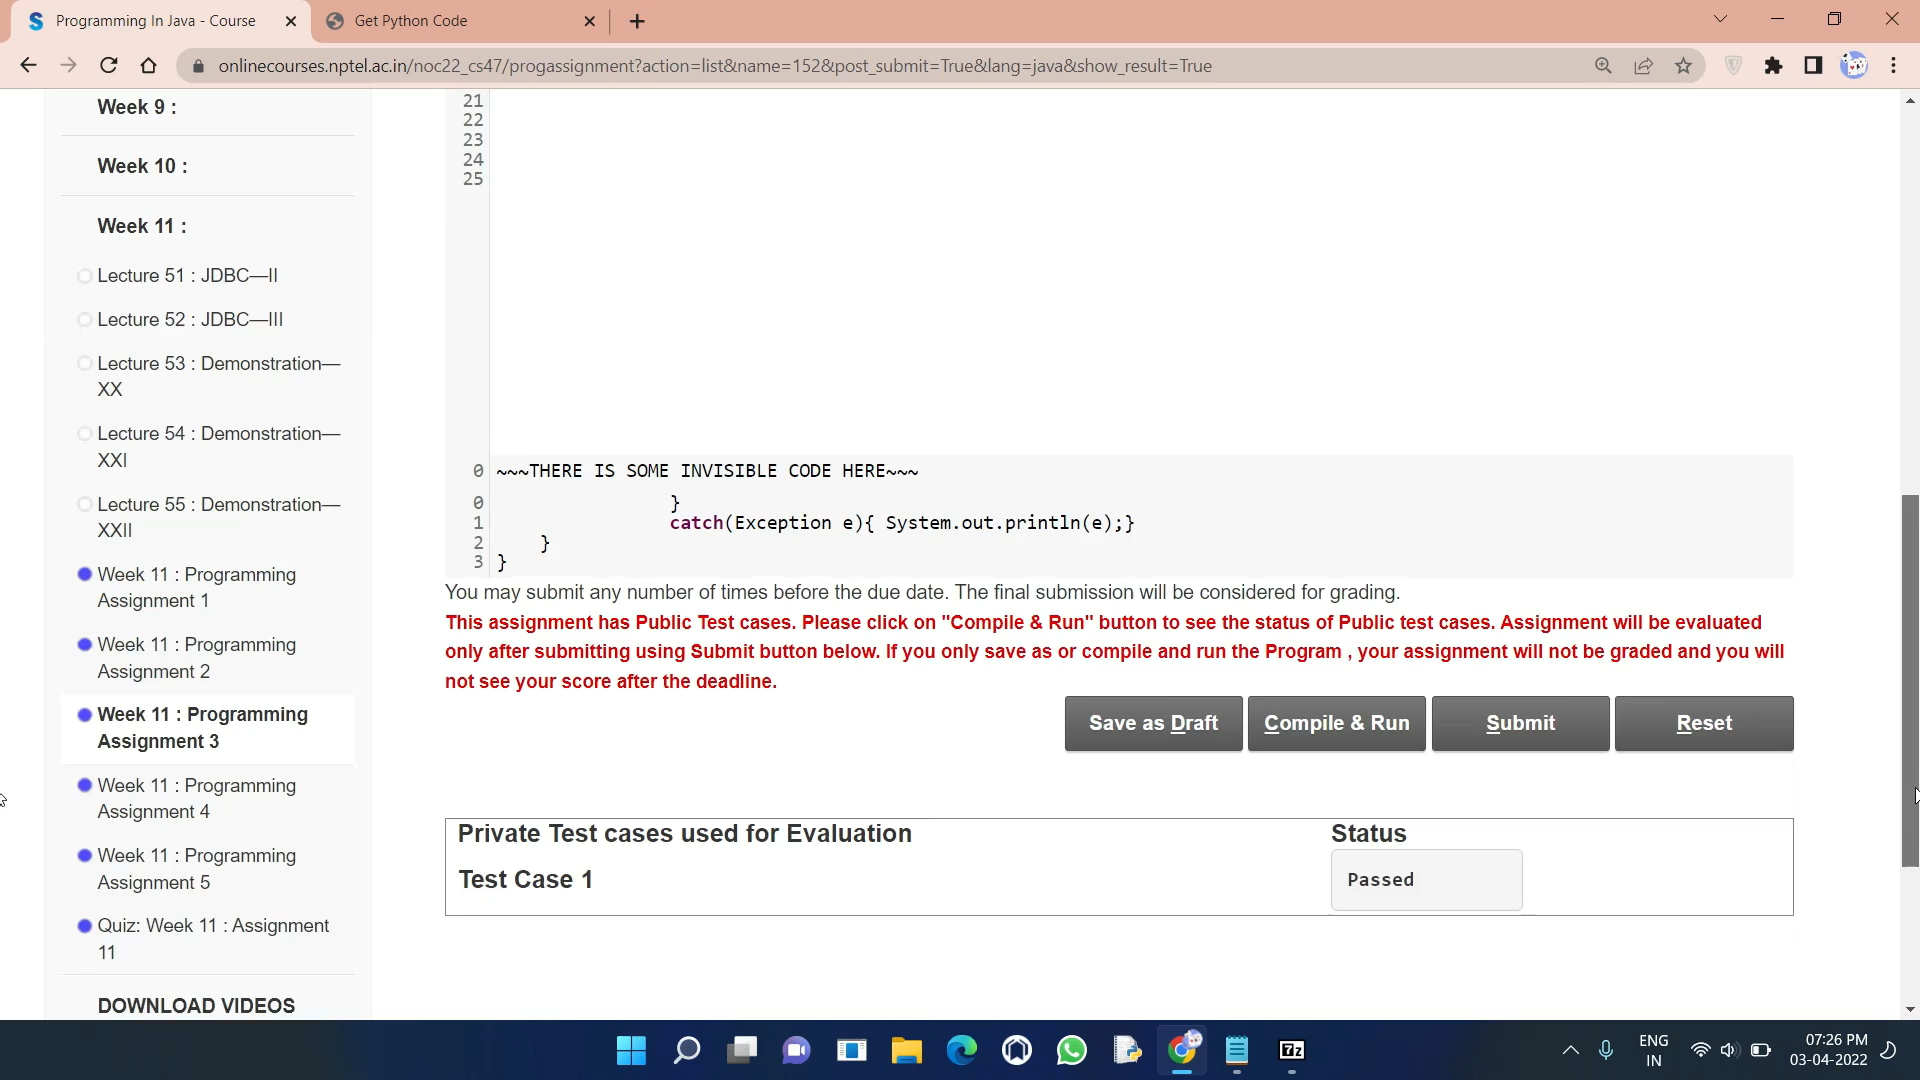 Programming In Java - Course
Get Python Code
onlinecourses.nptel.ac.in/noc22_cs47/progassignment?action=list&name=152&post_submit=True&lang=java&show_result=True
Week 9 :
Week 10 :
Week 11 :
Lecture 51 : JDBC—II
Lecture 52 : JDBC—III
Lecture 53 : Demonstration—
XX
Lecture 54 : Demonstration—
XXI
Lecture 55 : Demonstration—
XXII
Week 11 : Programming
Assignment 1
Week 11 : Programming
Assignment 2
Week 11 : Programming
Assignment 3
Week 11 : Programming
Assignment 4
Week 11 : Programming
Assignment 5
Quiz: Week 11 : Assignment
11
DOWNLOAD VIDEOS
21
22
23
24
25
0 ~~~THERE IS SOME INVISIBLE CODE HERE~~~
0 }
1 catch(Exception e){ System.out.println(e);}
2 }
3 }
You may submit any number of times before the due date. The final submission will be considered for grading.
This assignment has Public Test cases. Please click on "Compile & Run" button to see the status of Public test cases. Assignment will be evaluated
only after submitting using Submit button below. If you only save as or compile and run the Program , your assignment will not be graded and you will
not see your score after the deadline.
Save as Draft
Compile & Run
Submit
Reset
Private Test cases used for Evaluation
Status
Test Case 1
Passed
ENG
IN
07:26 PM
03-04-2022